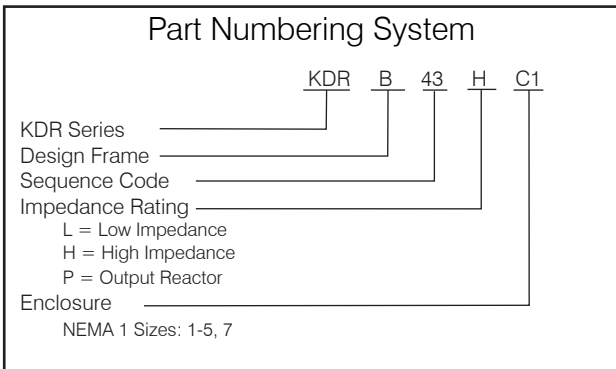 Part Numbering System
KDR B 43 H C1
KDR Series
Design Frame
Sequence Code
Impedance Rating
L = Low Impedance
H = High Impedance
P = Output Reactor
Enclosure
NEMA 1 Sizes: 1-5, 7